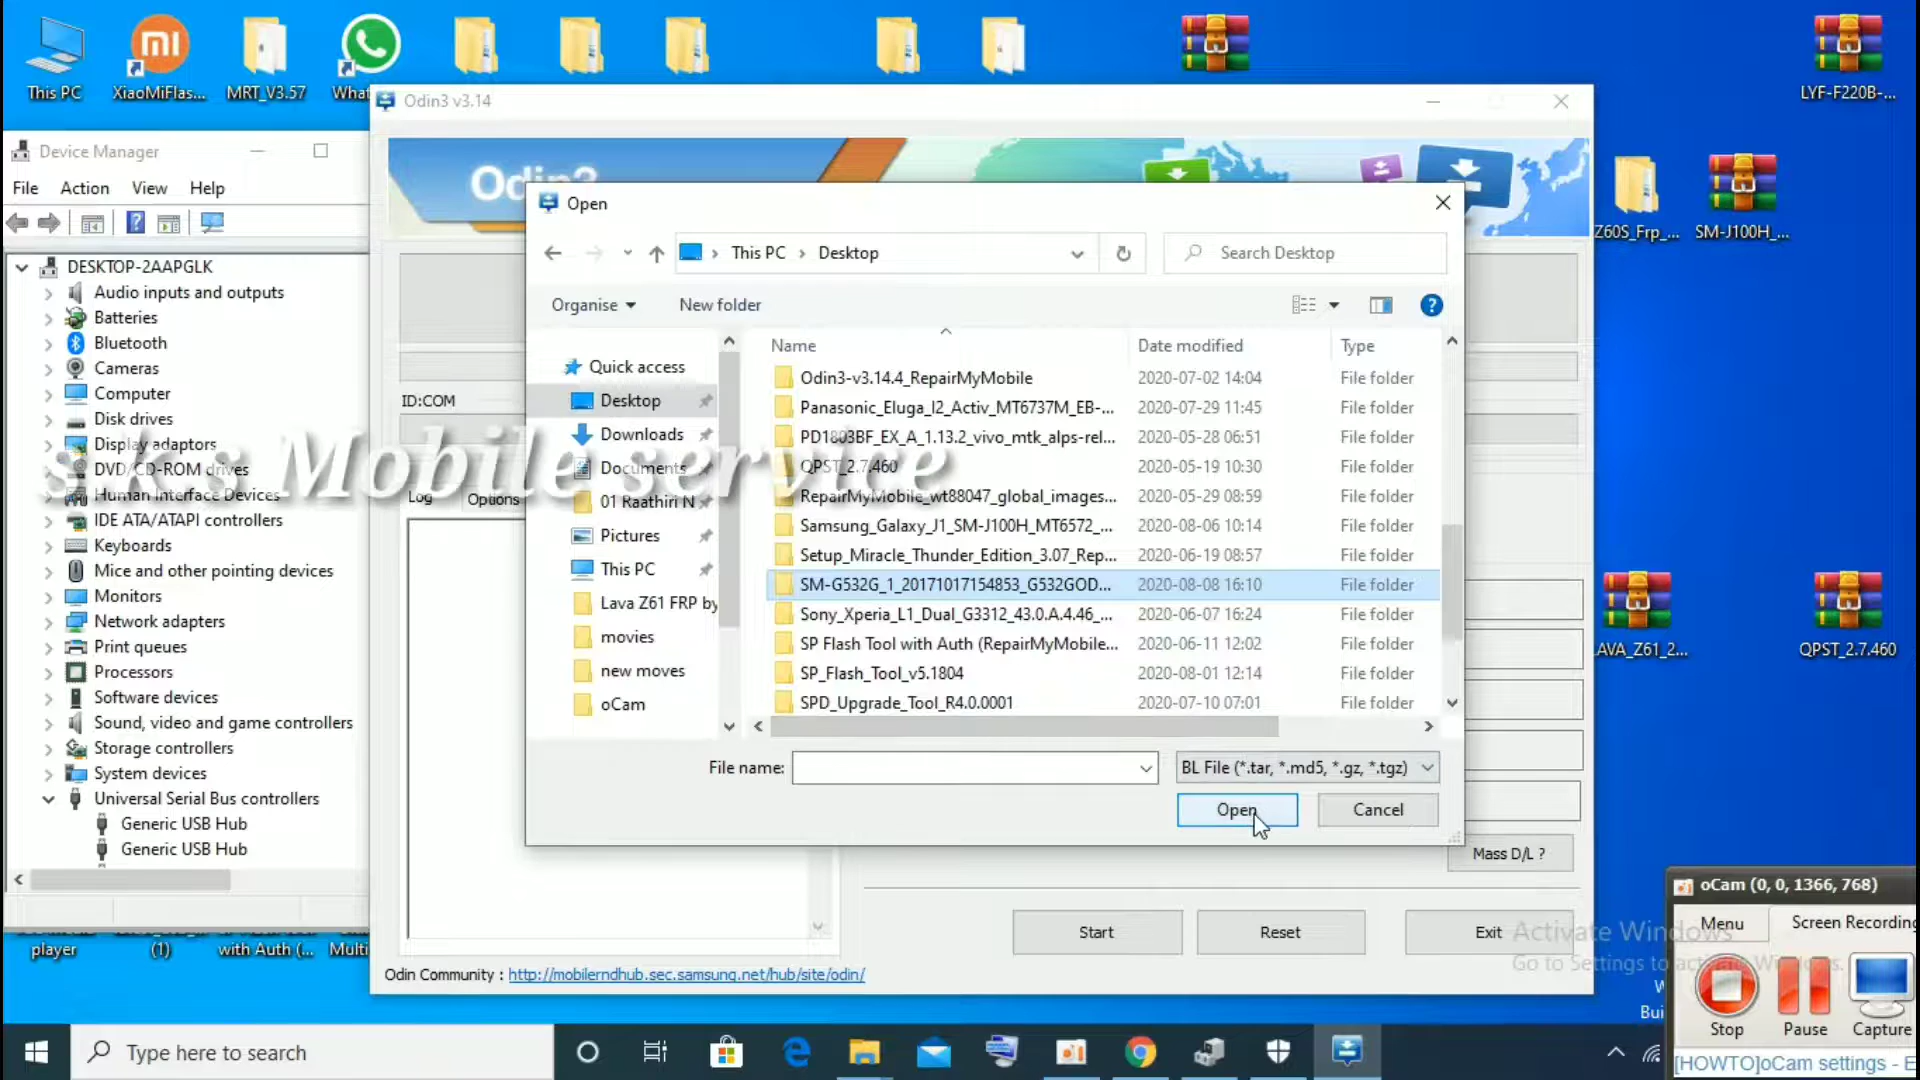 This PC
XiaoMiFlas...
MRT_V3.57
What
LYF-F220B-...
Z60S_Frp_...
SM-J100H_...
AVA_Z61_2...
QPST_2.7.460
Odin3 v3.14
Device Manager
File
Action
View
Help
DESKTOP-2AAPGLK
Audio inputs and outputs
Batteries
Bluetooth
Cameras
Computer
Disk drives
Display adaptors
DVD/CD-ROM drives
Human Interface Devices
IDE ATA/ATAPI controllers
Keyboards
Mice and other pointing devices
Monitors
Network adapters
Print queues
Processors
Software devices
Sound, video and game controllers
Storage controllers
System devices
Universal Serial Bus controllers
Generic USB Hub
Generic USB Hub
Mobile service
Odin3
ID:COM
Log
Options
Open
This PC › Desktop
Search Desktop
Organise
New folder
Quick access
Desktop
Downloads
Documents
01 Raathiri N
Pictures
This PC
Lava Z61 FRP by
movies
new moves
oCam
Name
Date modified
Type
Odin3-v3.14.4_RepairMyMobile 2020-07-02 14:04 File folder
Panasonic_Eluga_I2_Activ_MT6737M_EB-... 2020-07-29 11:45 File folder
PD1803BF_EX_A_1.13.2_vivo_mtk_alps-rel... 2020-05-28 06:51 File folder
QPST_2.7.460 2020-05-19 10:30 File folder
RepairMyMobile_wt88047_global_images... 2020-05-29 08:59 File folder
Samsung_Galaxy_J1_SM-J100H_MT6572_... 2020-08-06 10:14 File folder
Setup_Miracle_Thunder_Edition_3.07_Rep... 2020-06-19 08:57 File folder
SM-G532G_1_20171017154853_G532GOD... 2020-08-08 16:10 File folder
Sony_Xperia_L1_Dual_G3312_43.0.A.4.46_... 2020-06-07 16:24 File folder
SP Flash Tool with Auth (RepairMyMobile... 2020-06-11 12:02 File folder
SP_Flash_Tool_v5.1804 2020-08-01 12:14 File folder
SPD_Upgrade_Tool_R4.0.0001 2020-07-10 07:01 File folder
File name:
BL File (*.tar, *.md5, *.gz, *.tgz)
Open
Cancel
Mass D/L ?
Start
Reset
Exit
Odin Community : http://mobilerndhub.sec.samsung.net/hub/site/odin/
player
(1)
with Auth (...
Multi
Activate Windows
Go to Settings to activate Windows.
Bui
oCam (0, 0, 1366, 768)
Menu
Screen Recording
Stop
Pause
Capture
[HOWTO]oCam settings - E
Type here to search